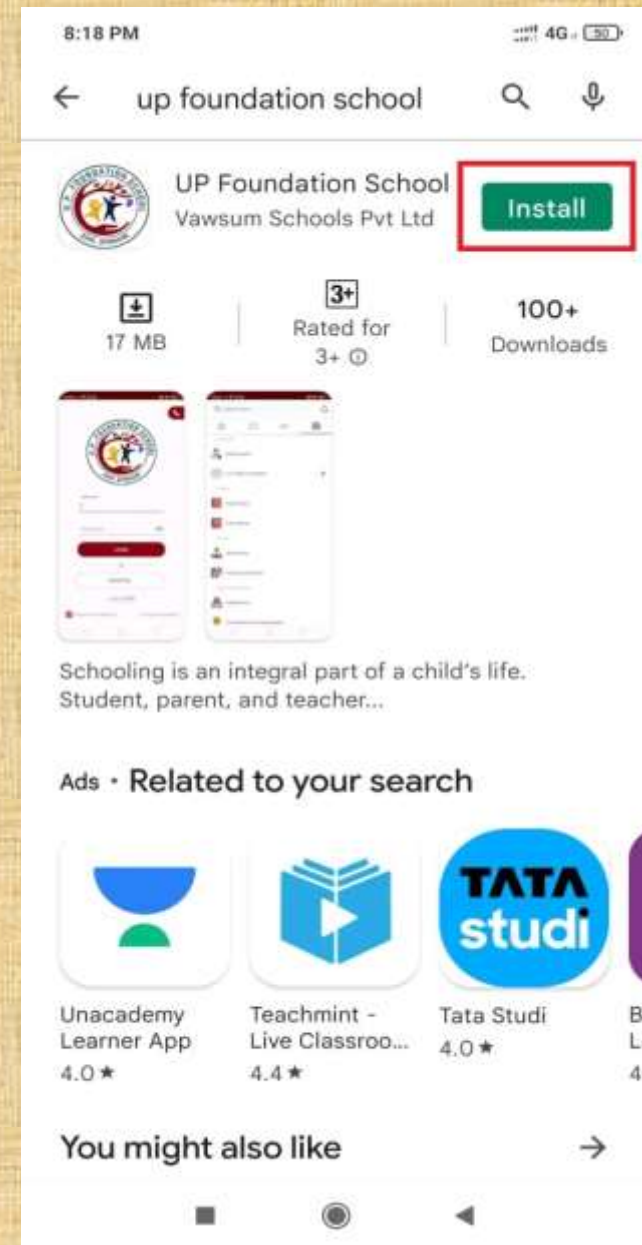 8:18 PM
4G 50
up foundation school
UP Foundation School
Vawsum Schools Pvt Ltd
Install
17 MB
3+
Rated for
3+
100+
Downloads
Schooling is an integral part of a child's life.
Student, parent, and teacher...
Ads • Related to your search
TATA
studi
Unacademy
Learner App
4.0★
Teachmint -
Live Classroo...
4.4★
Tata Studi
4.0★
B
L
4
You might also like